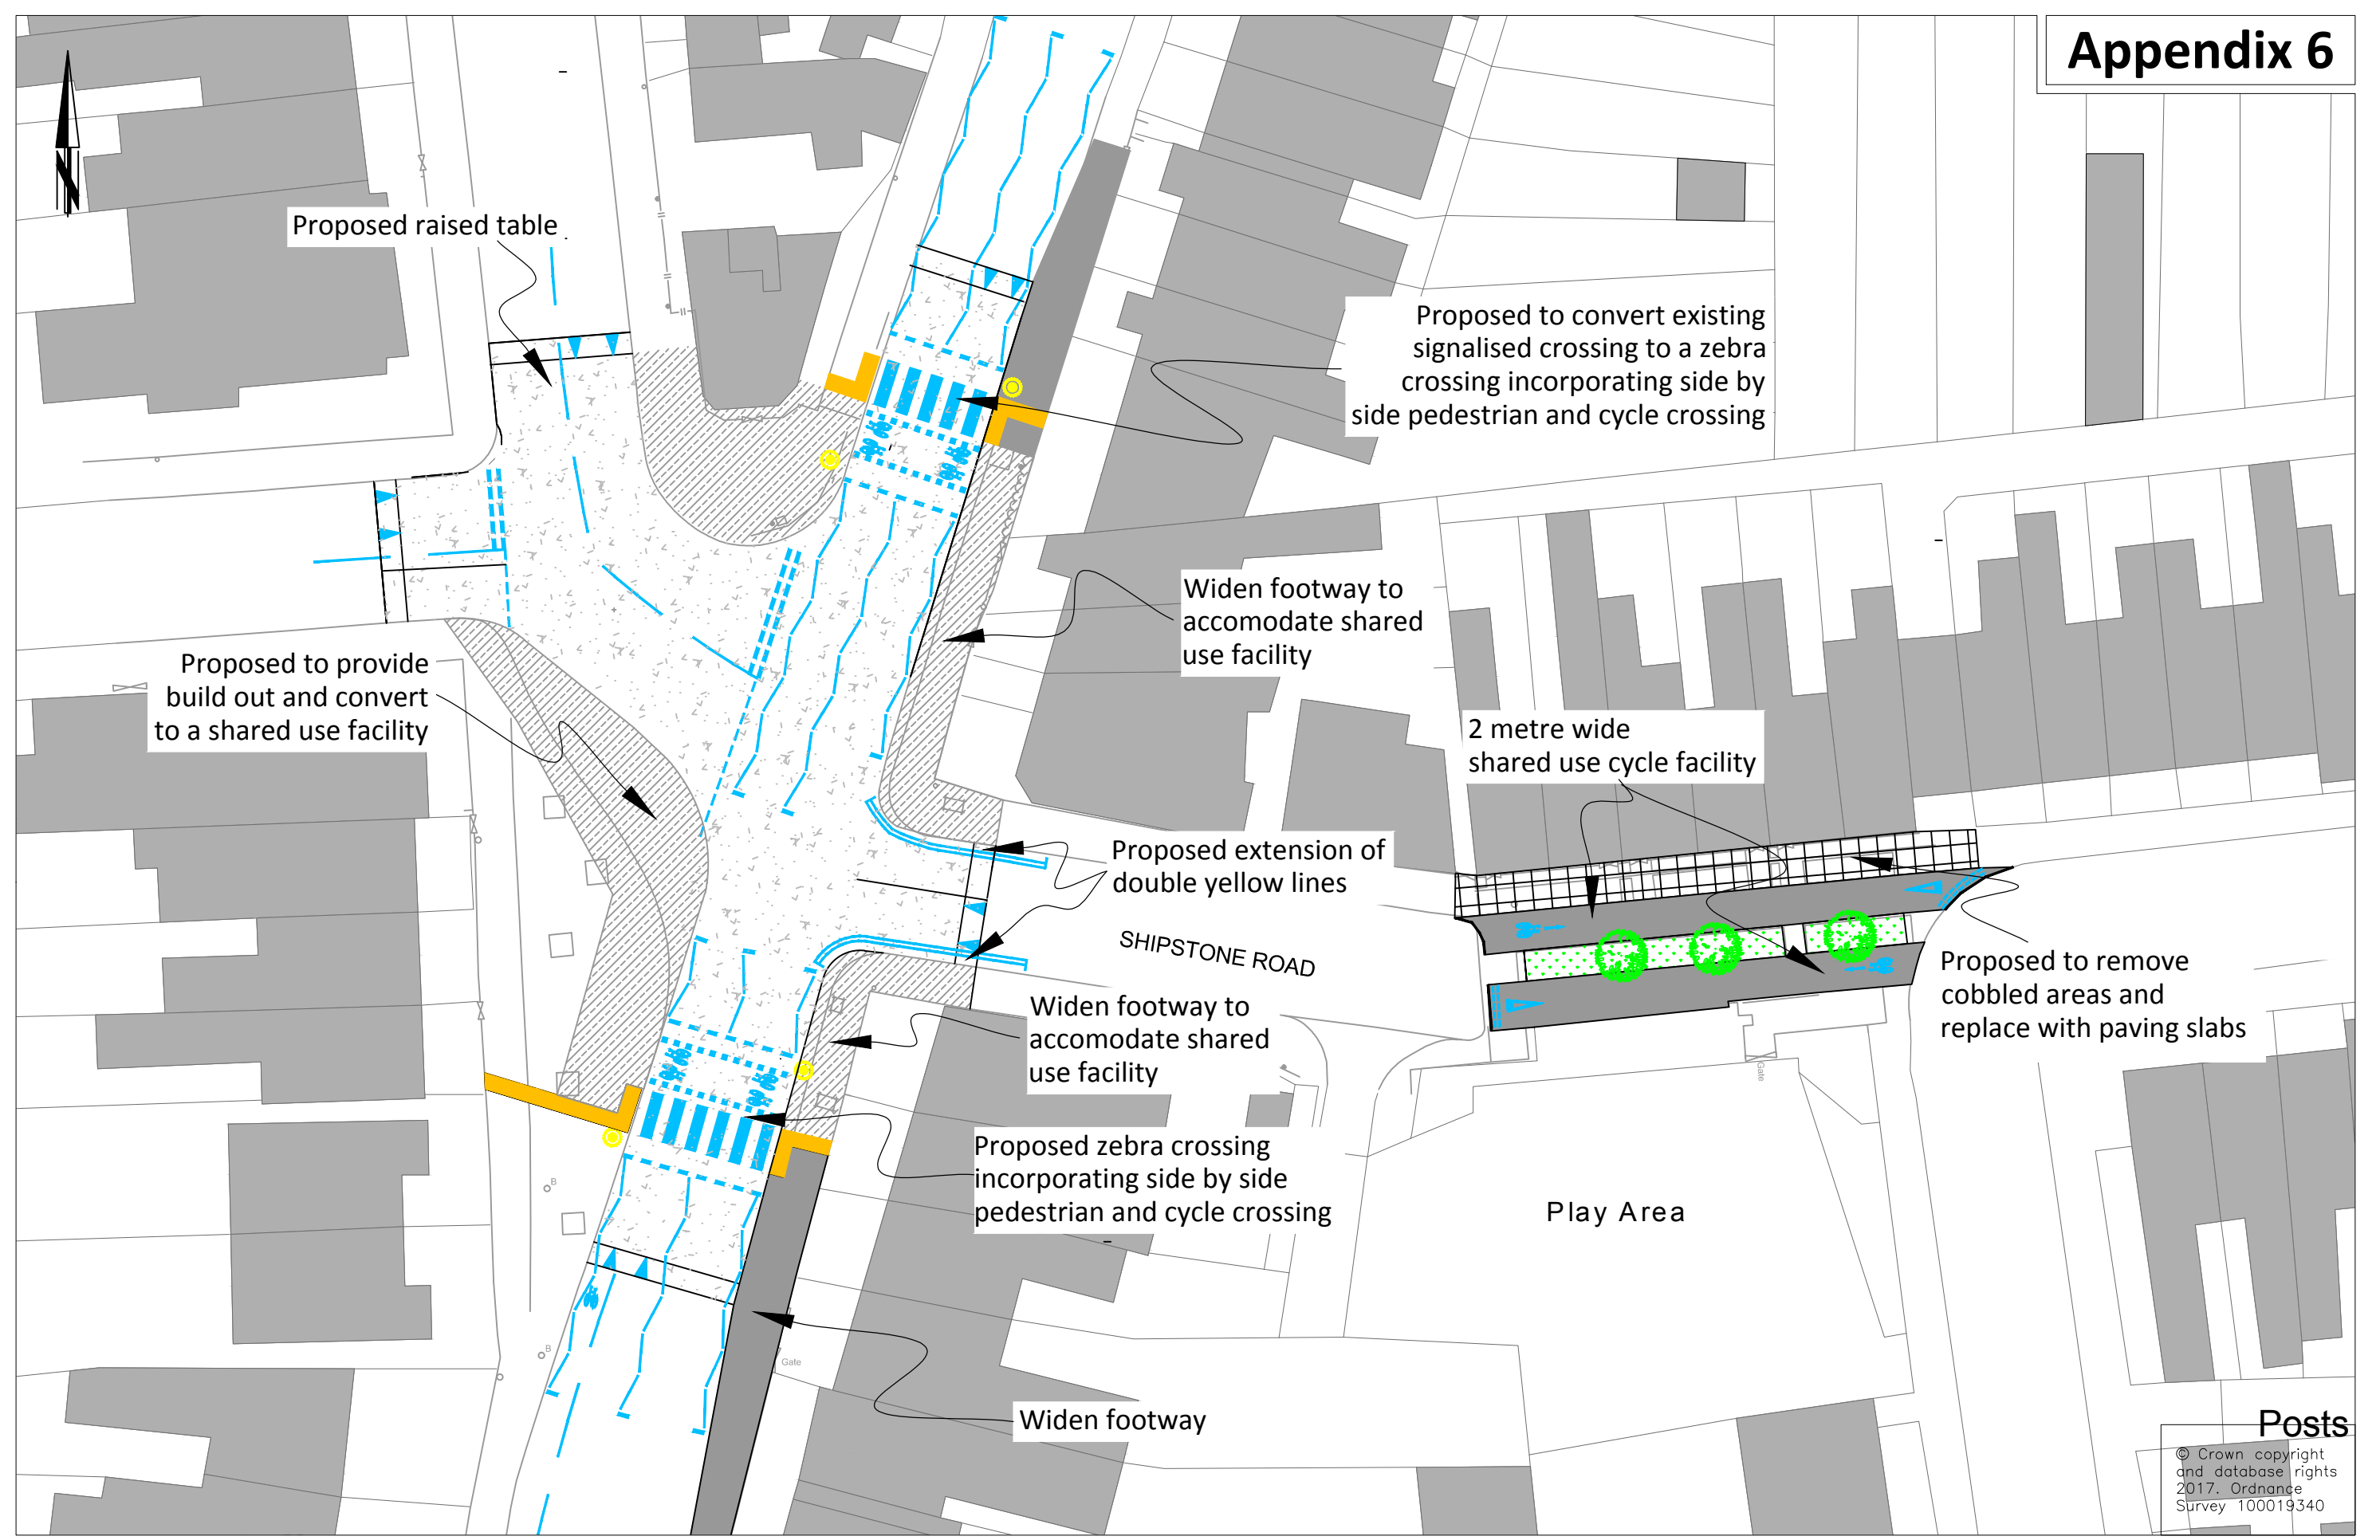 Appendix 6
N
Proposed raised table
Proposed to convert existing
signalised crossing to a zebra
crossing incorporating side by
side pedestrian and cycle crossing
Widen footway to
accomodate shared
use facility
Proposed to provide
build out and convert
to a shared use facility
2 metre wide
shared use cycle facility
Proposed extension of
double yellow lines
SHIPSTONE ROAD
Proposed to remove
cobbled areas and
replace with paving slabs
Widen footway to
accomodate shared
use facility
Gate
Proposed zebra crossing
incorporating side by side
pedestrian and cycle crossing
B
Play Area
B
Gate
Widen footway
Posts
© Crown copyright
and database rights
2017. Ordnance
Survey 100019340